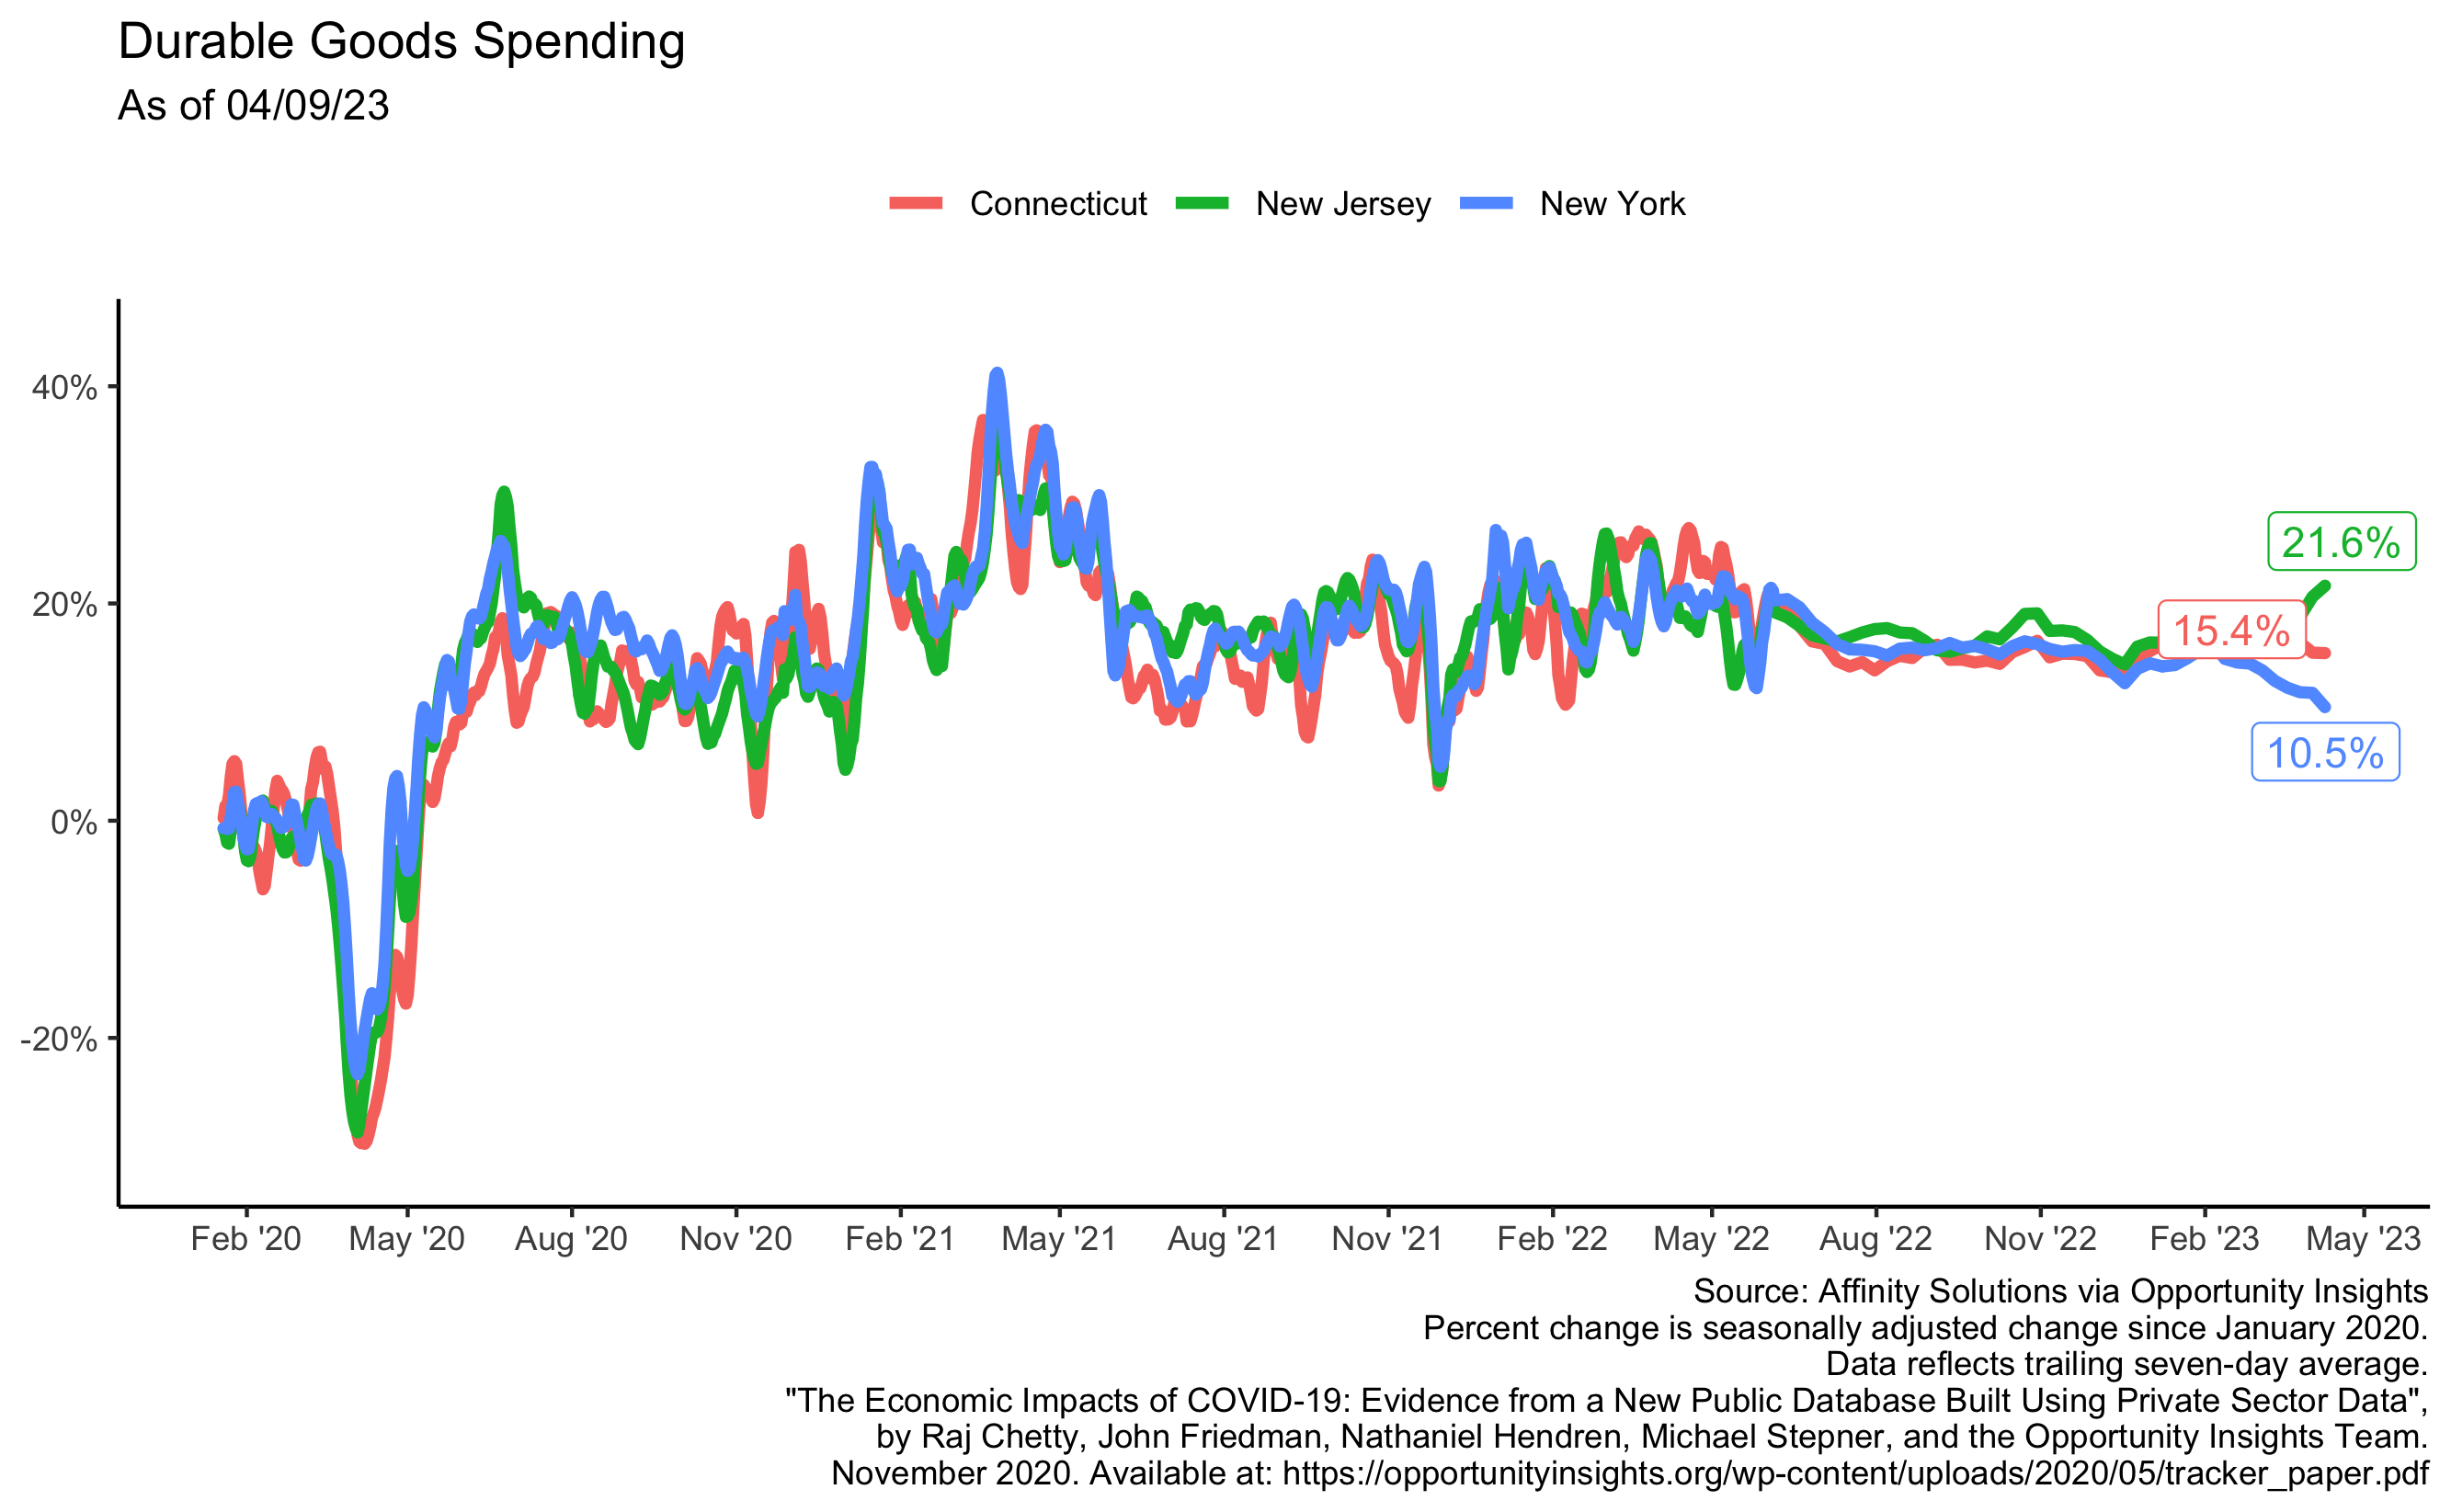 Durable Goods Spending
As of 04/09/23
Connecticut New Jersey New York
40%
20%
0%
-20%
21.6%
15.4%
10.5%
Feb '20 May '20 Aug '20 Nov '20 Feb '21 May '21 Aug '21 Nov '21 Feb '22 May '22 Aug '22 Nov '22 Feb '23 May '23
Source: Affinity Solutions via Opportunity Insights
Percent change is seasonally adjusted change since January 2020.
Data reflects trailing seven-day average.
"The Economic Impacts of COVID-19: Evidence from a New Public Database Built Using Private Sector Data",
by Raj Chetty, John Friedman, Nathaniel Hendren, Michael Stepner, and the Opportunity Insights Team.
November 2020. Available at: https://opportunityinsights.org/wp-content/uploads/2020/05/tracker_paper.pdf